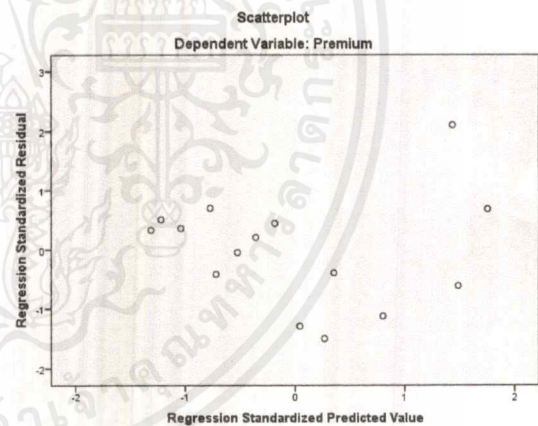 Scatterplot
Dependent Variable: Premium
Regression Standardized Residual
3
2
1
0
-1
-2
-2
-1
0
1
2
Regression Standardized Predicted Value